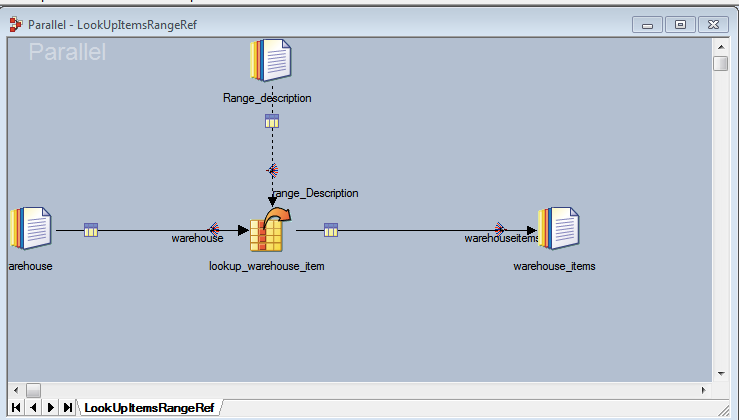 Parallel - LookUpItemsRangeRef
Parallel
Range_description
range_Description
warehouse
warehouseitems
arehouse
lookup_warehouse_item
warehouse_items
LookUpItemsRangeRef